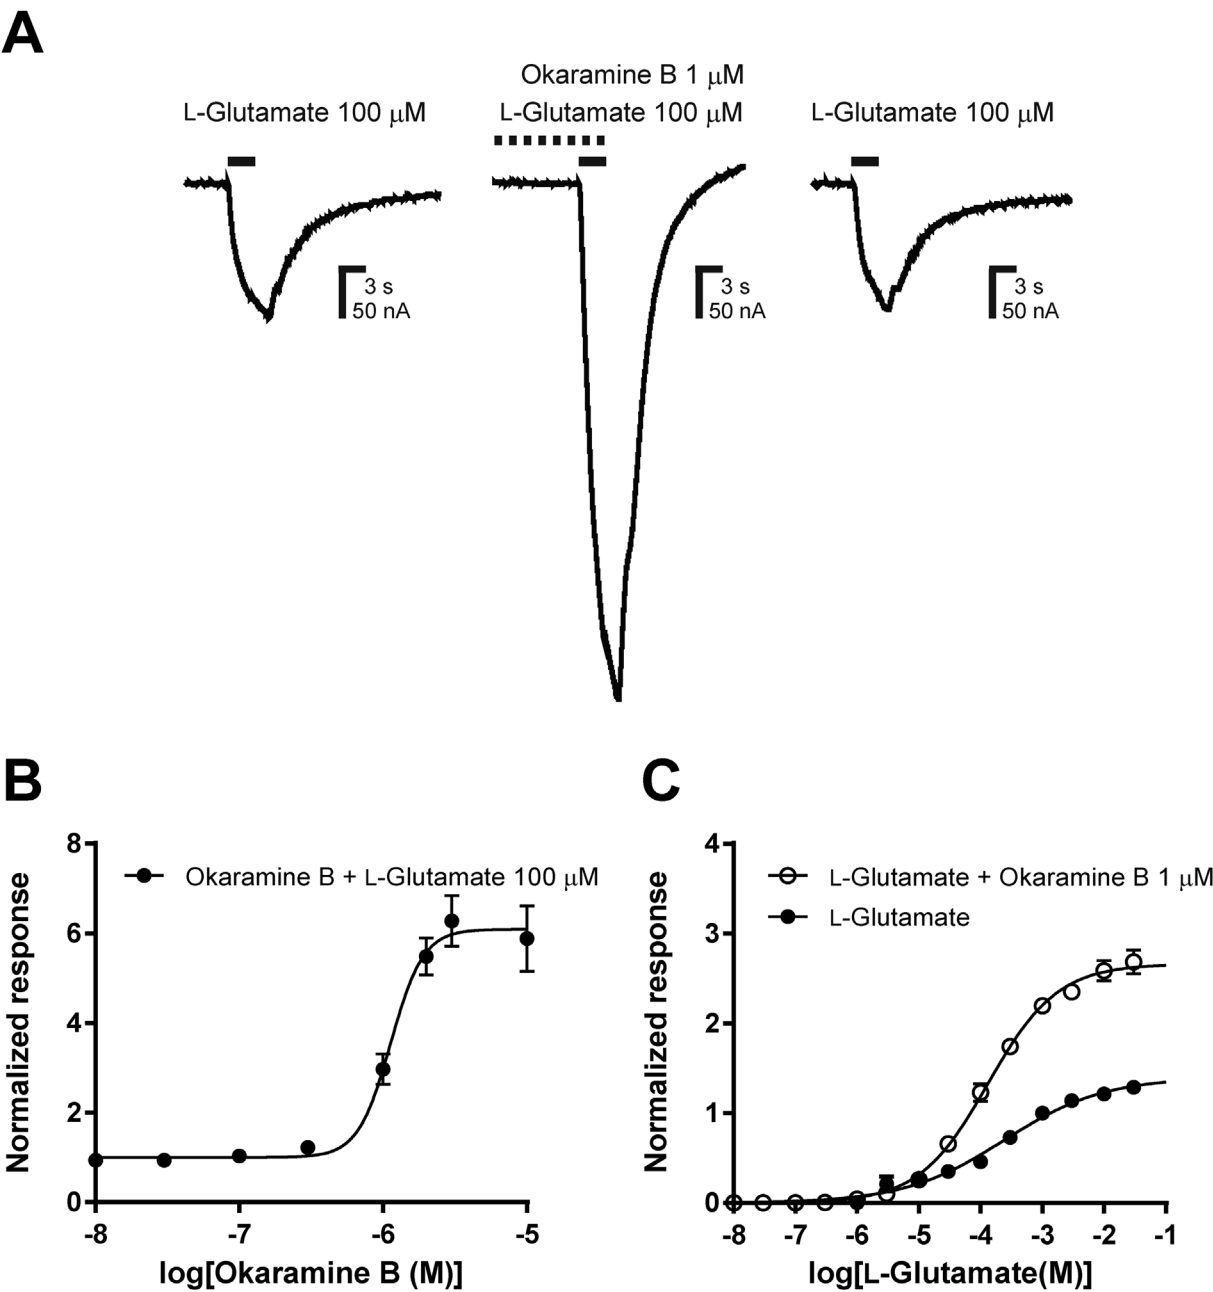 A
L-Glutamate 100 μM
Okaramine B 1 μM
L-Glutamate 100 μM
L-Glutamate 100 μM
3 s
50 nA
3 s
50 nA
3 s
50 nA
B
Normalized response
8
6
4
2
0
Okaramine B + L-Glutamate 100 μM
-8
-7
-6
-5
log[Okaramine B (M)]
C
Normalized response
4
3
2
1
0
L-Glutamate + Okaramine B 1 μM
L-Glutamate
-8
-7
-6
-5
-4
-3
-2
-1
log[L-Glutamate(M)]